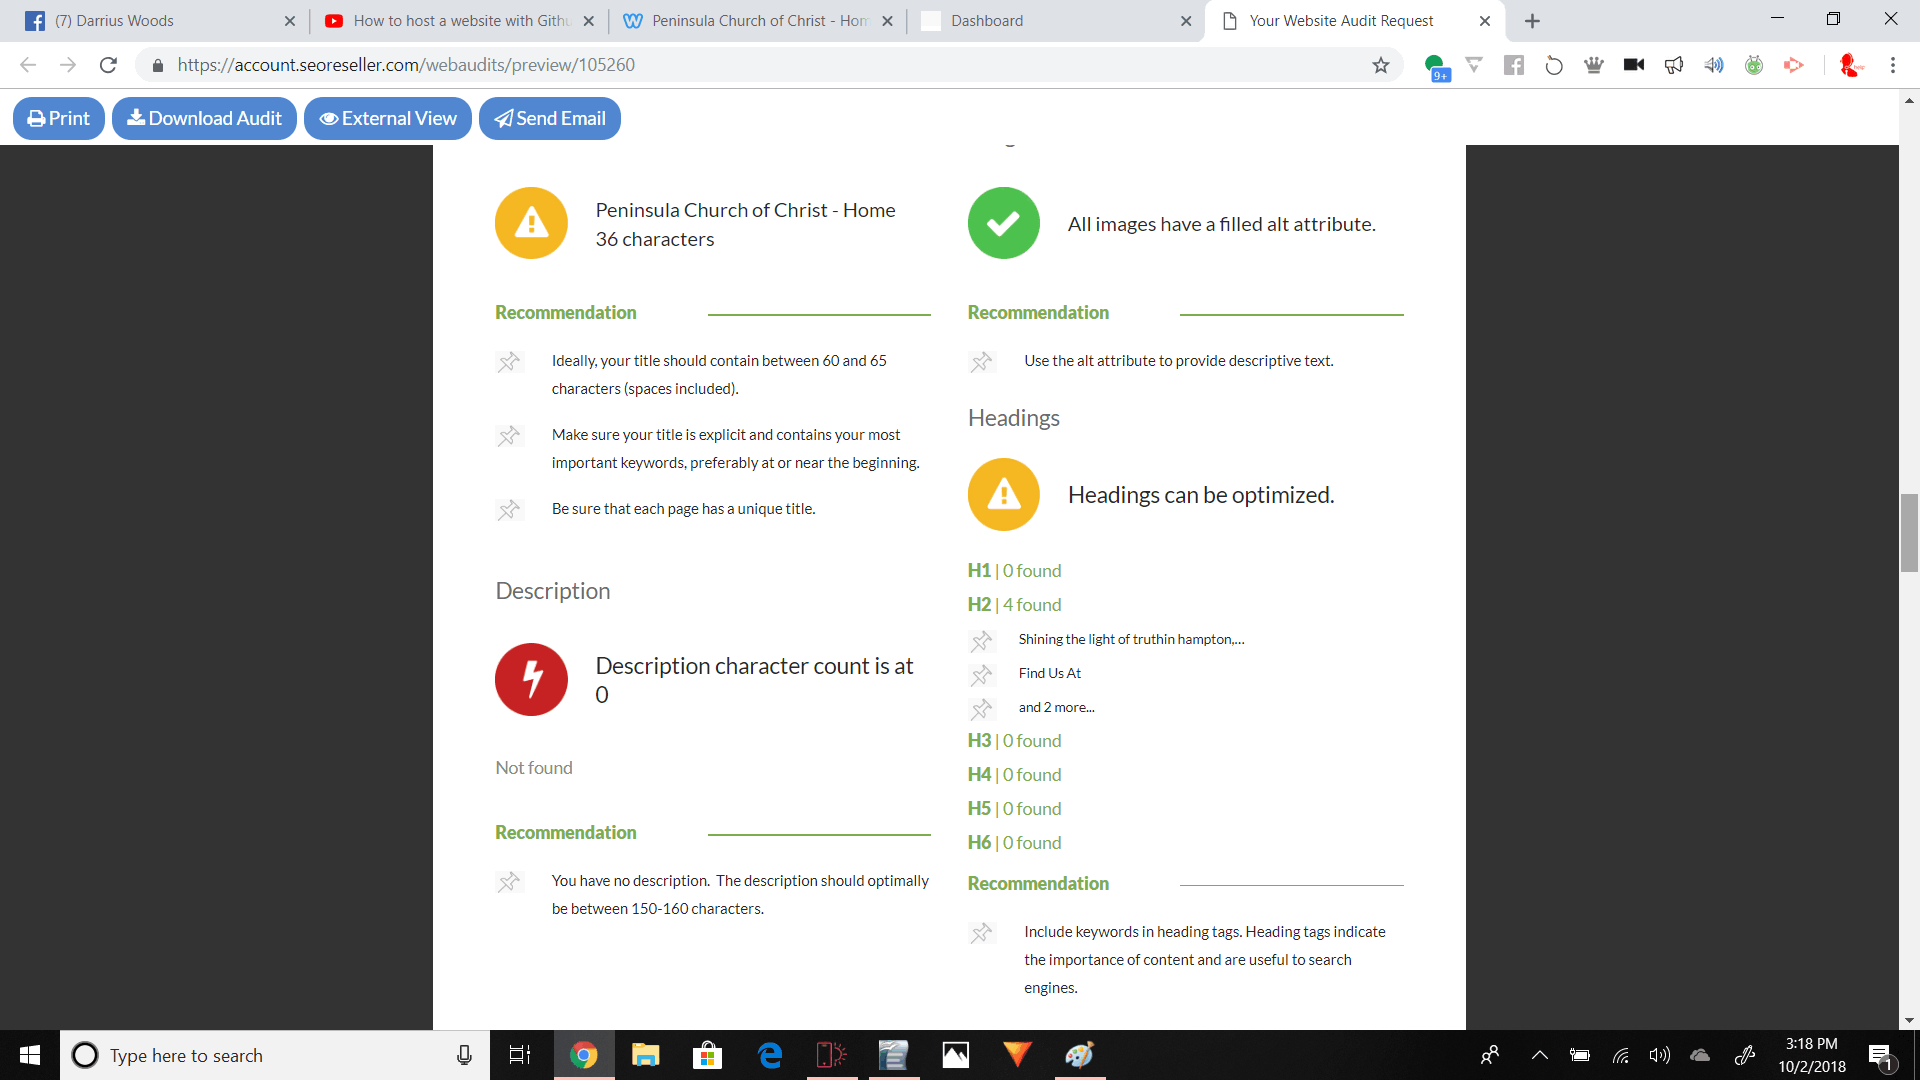 (7) Darrius Woods
How to host a website with Githu
Peninsula Church of Christ - Hom
Dashboard
Your Website Audit Request
https://account.seoreseller.com/webaudits/preview/105260
9+
Print
Download Audit
External View
Send Email
Peninsula Church of Christ - Home
36 characters
Recommendation
Ideally, your title should contain between 60 and 65
characters (spaces included).
Make sure your title is explicit and contains your most
important keywords, preferably at or near the beginning.
Be sure that each page has a unique title.
Description
Description character count is at
0
Not found
Recommendation
You have no description. The description should optimally
be between 150-160 characters.
All images have a filled alt attribute.
Recommendation
Use the alt attribute to provide descriptive text.
Headings
Headings can be optimized.
H1 | 0 found
H2 | 4 found
Shining the light of truthin hampton,...
Find Us At
and 2 more...
H3 | 0 found
H4 | 0 found
H5 | 0 found
H6 | 0 found
Recommendation
Include keywords in heading tags. Heading tags indicate
the importance of content and are useful to search
engines.
Type here to search
3:18 PM
10/2/2018
1